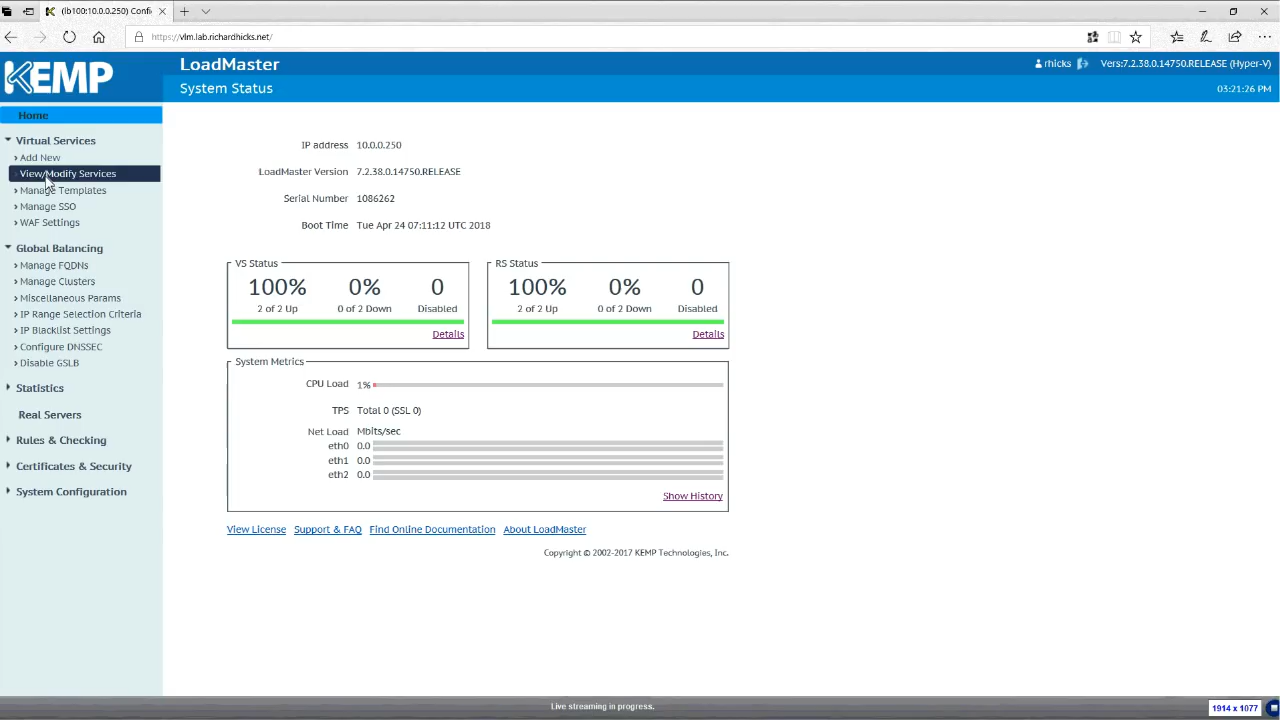 (lb100:10.0.0.250) Confi
https://vlm.lab.richardhicks.net/
KEMP
LoadMaster
rhicks
Vers:7.2.38.0.14750.RELEASE (Hyper-V)
System Status
03:21:26 PM
Home
Virtual Services
Add New
View/Modify Services
Manage Templates
Manage SSO
WAF Settings
Global Balancing
Manage FQDNs
Manage Clusters
Miscellaneous Params
IP Range Selection Criteria
IP Blacklist Settings
Configure DNSSEC
Disable GSLB
Statistics
Real Servers
Rules & Checking
Certificates & Security
System Configuration
IP address 10.0.0.250
LoadMaster Version 7.2.38.0.14750.RELEASE
Serial Number 1086262
Boot Time Tue Apr 24 07:11:12 UTC 2018
VS Status
100% 0% 0
2 of 2 Up 0 of 2 Down Disabled
Details
RS Status
100% 0% 0
2 of 2 Up 0 of 2 Down Disabled
Details
System Metrics
CPU Load 1%
TPS Total 0 (SSL 0)
Net Load Mbits/sec
eth0 0.0
eth1 0.0
eth2 0.0
Show History
View License Support & FAQ Find Online Documentation About LoadMaster
Copyright © 2002-2017 KEMP Technologies, Inc.
Live streaming in progress.
1914 x 1077